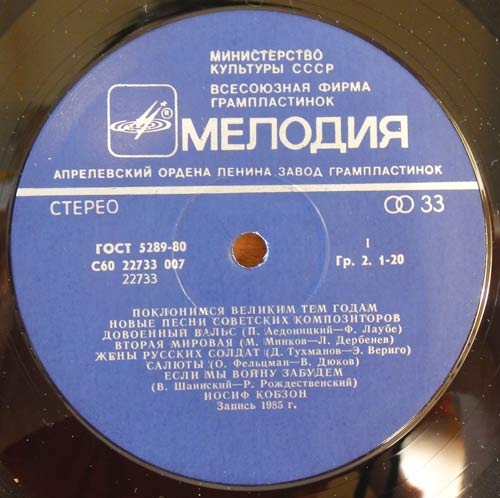 МИНИСТЕРСТВО
КУЛЬТУРЫ СССР
ВСЕСОЮЗНАЯ ФИРМА
ГРАМПЛАСТИНОК
®
МЕЛОДИЯ
АПРЕЛЕВСКИЙ ОРДЕНА ЛЕНИНА ЗАВОД ГРАМПЛАСТИНОК
СТЕРЕО 33
ГОСТ 5289-80 1
С60 22733 007 Гр. 2. 1-20
22733
ПОКЛОНИМСЯ ВЕЛИКИМ ТЕМ ГОДАМ
НОВЫЕ ПЕСНИ СОВЕТСКИХ КОМПОЗИТОРОВ
ДОВОЕННЫЙ ВАЛЬС (П. Аедоницкий—Ф. Лаубе)
ВТОРАЯ МИРОВАЯ (М. Минков—Л. Дербенев)
ЖЕНЫ РУССКИХ СОЛДАТ (Д. Тухманов—Э. Вериго)
САЛЮТЫ (О. Фельцман—В. Дюков)
ЕСЛИ МЫ ВОЙНУ ЗАБУДЕМ
(В. Шаинский—Р. Рождественский)
ИОСИФ КОБЗОН
Запись 1985 г.